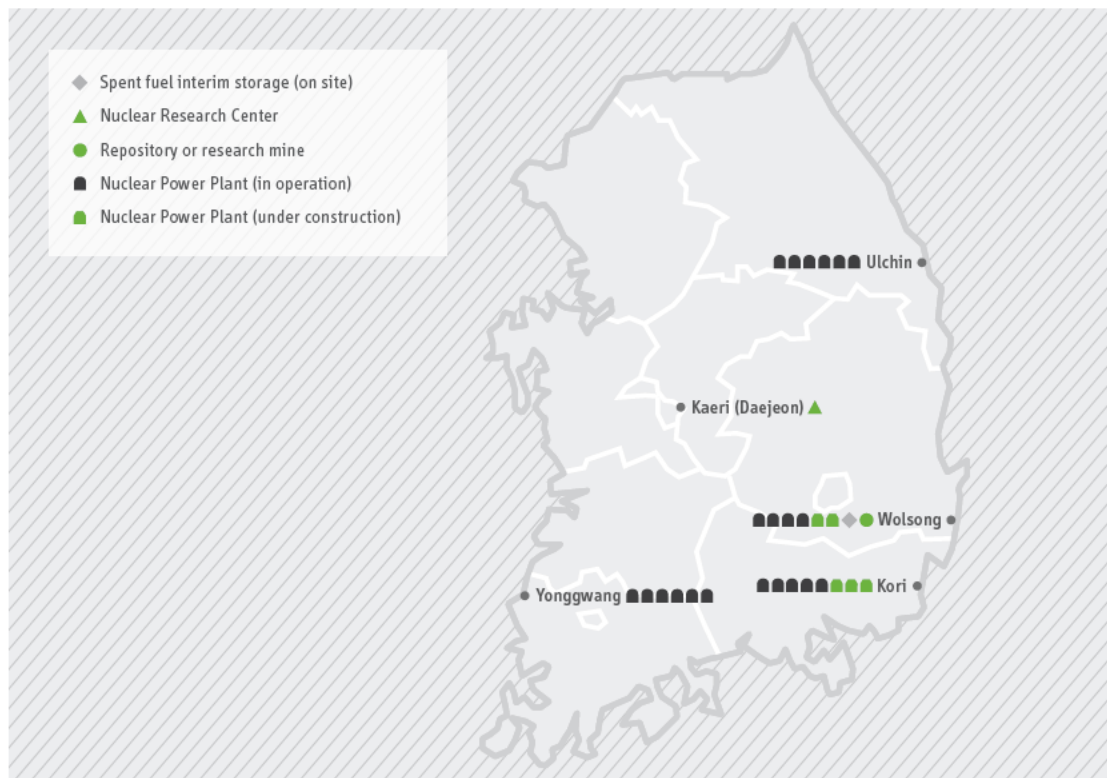 Spent fuel interim storage (on site)
Nuclear Research Center
Repository or research mine
Nuclear Power Plant (in operation)
Nuclear Power Plant (under construction)
Ulchin
Kaeri (Daejeon)
Wolsong
Kori
Yonggwang